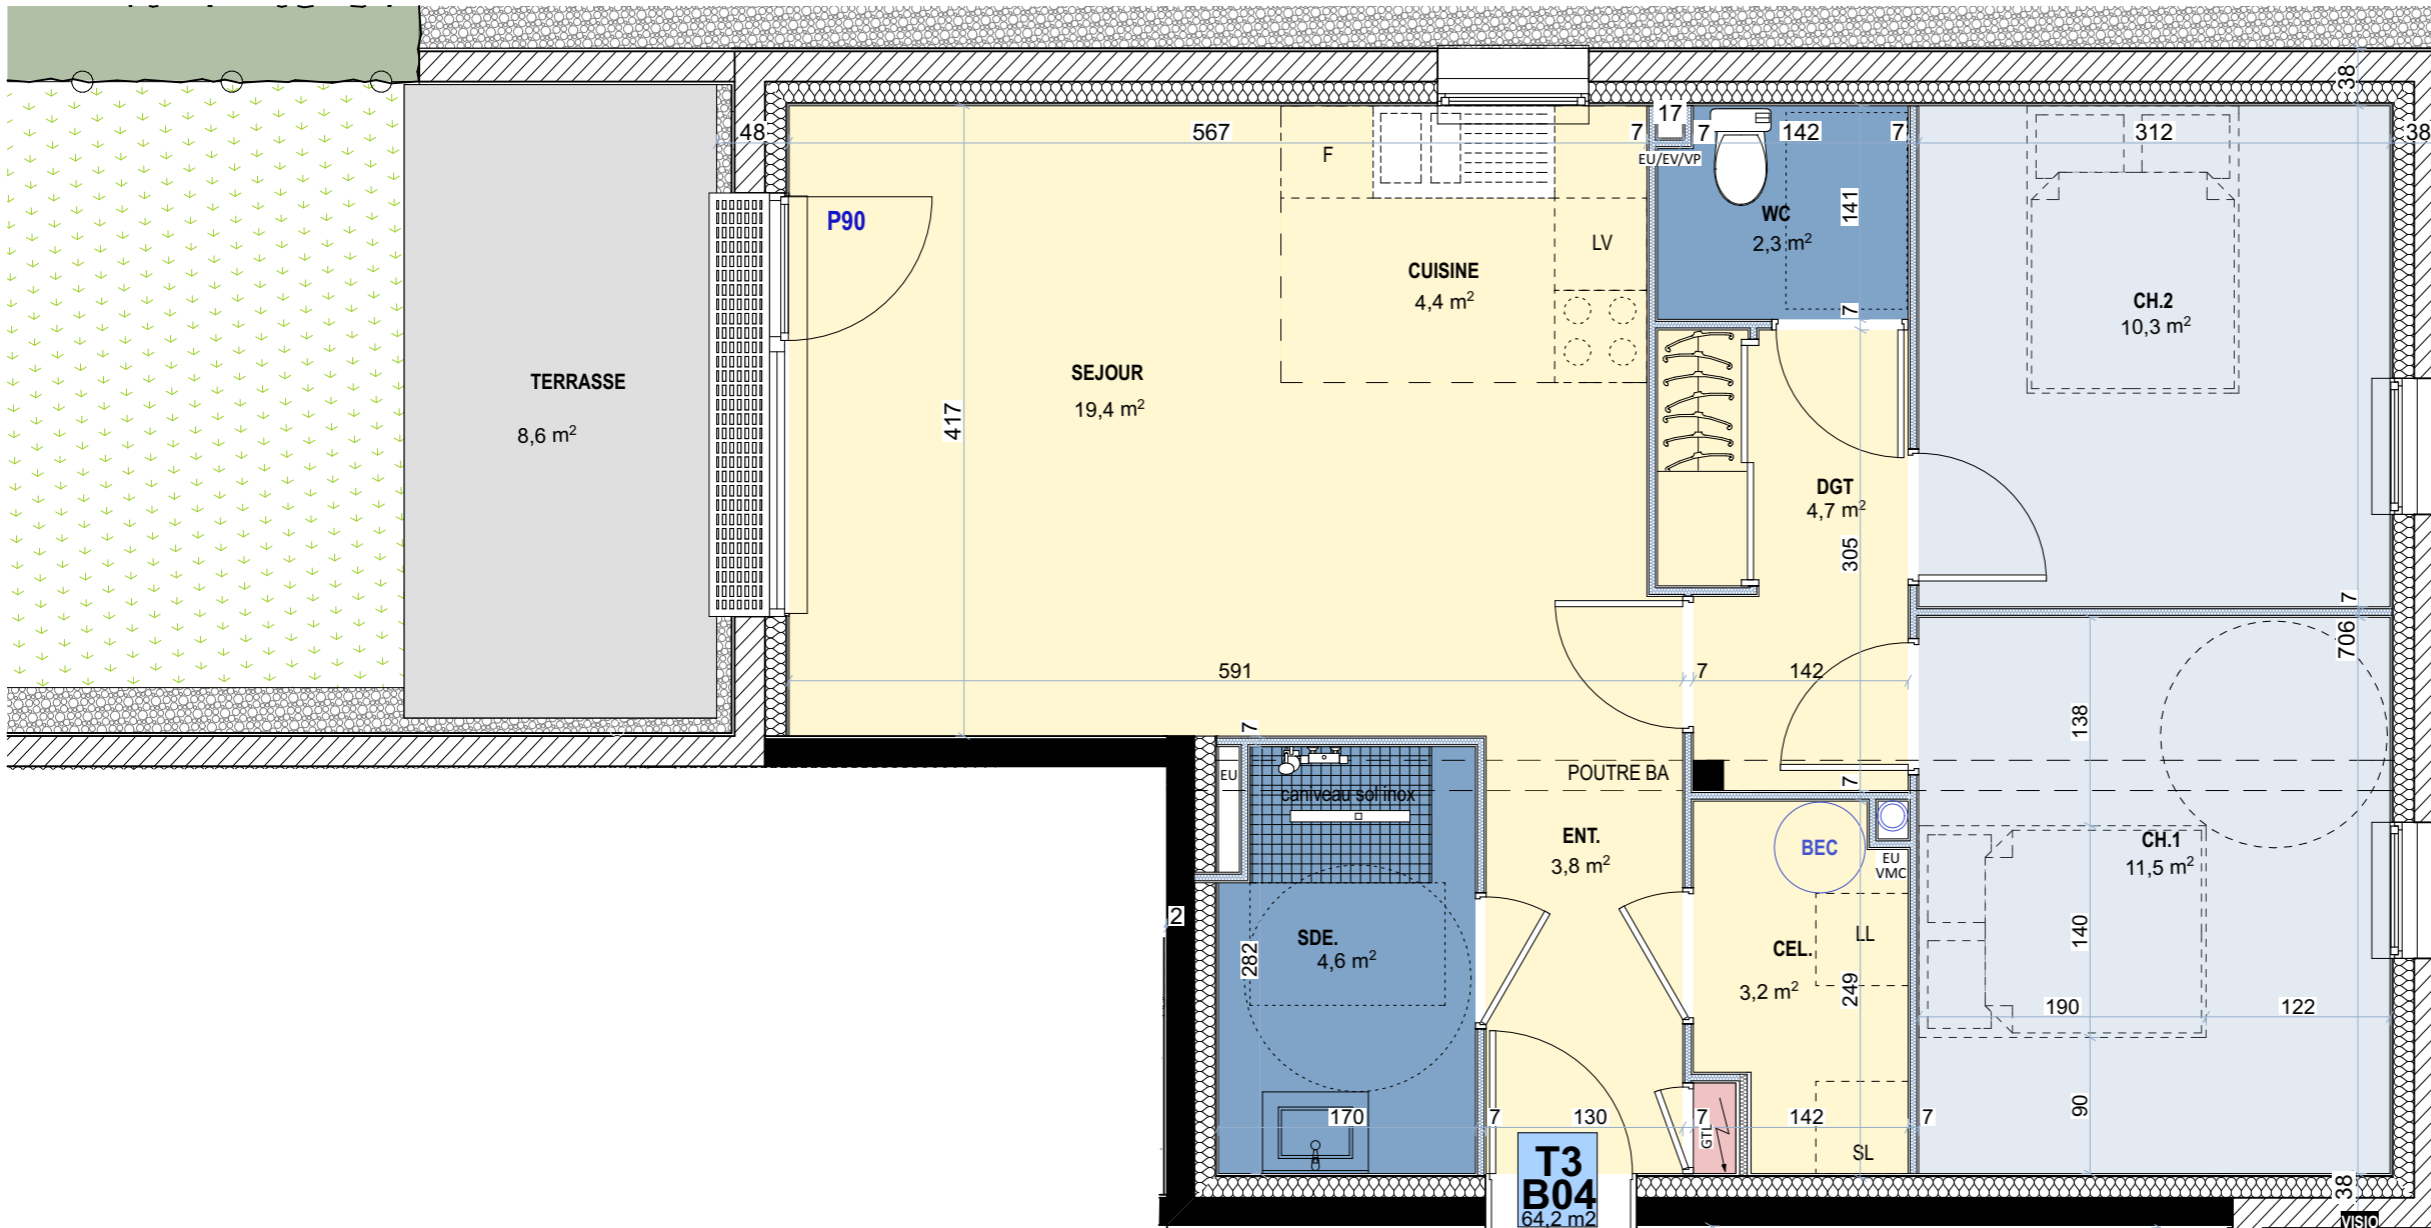 38
48
567
7
17
7
142
7
312
38
F
EU/EV/VP
P90
141
WC
2,3 m²
LV
CUISINE
4,4 m²
CH.2
10,3 m²
7
TERRASSE
8,6 m²
SEJOUR
19,4 m²
417
DGT
4,7 m²
305
7
706
591
7
142
138
7
EU
caniveau sol inox
POUTRE BA
7
ENT.
3,8 m²
BEC
EU
VMC
CH.1
11,5 m²
2
SDE.
4,6 m²
282
CEL.
LL
3,2 m²
249
140
190
122
170
7
130
7
142
7
90
GTL
SL
T3
B04
64,2 m2
38
VISIO